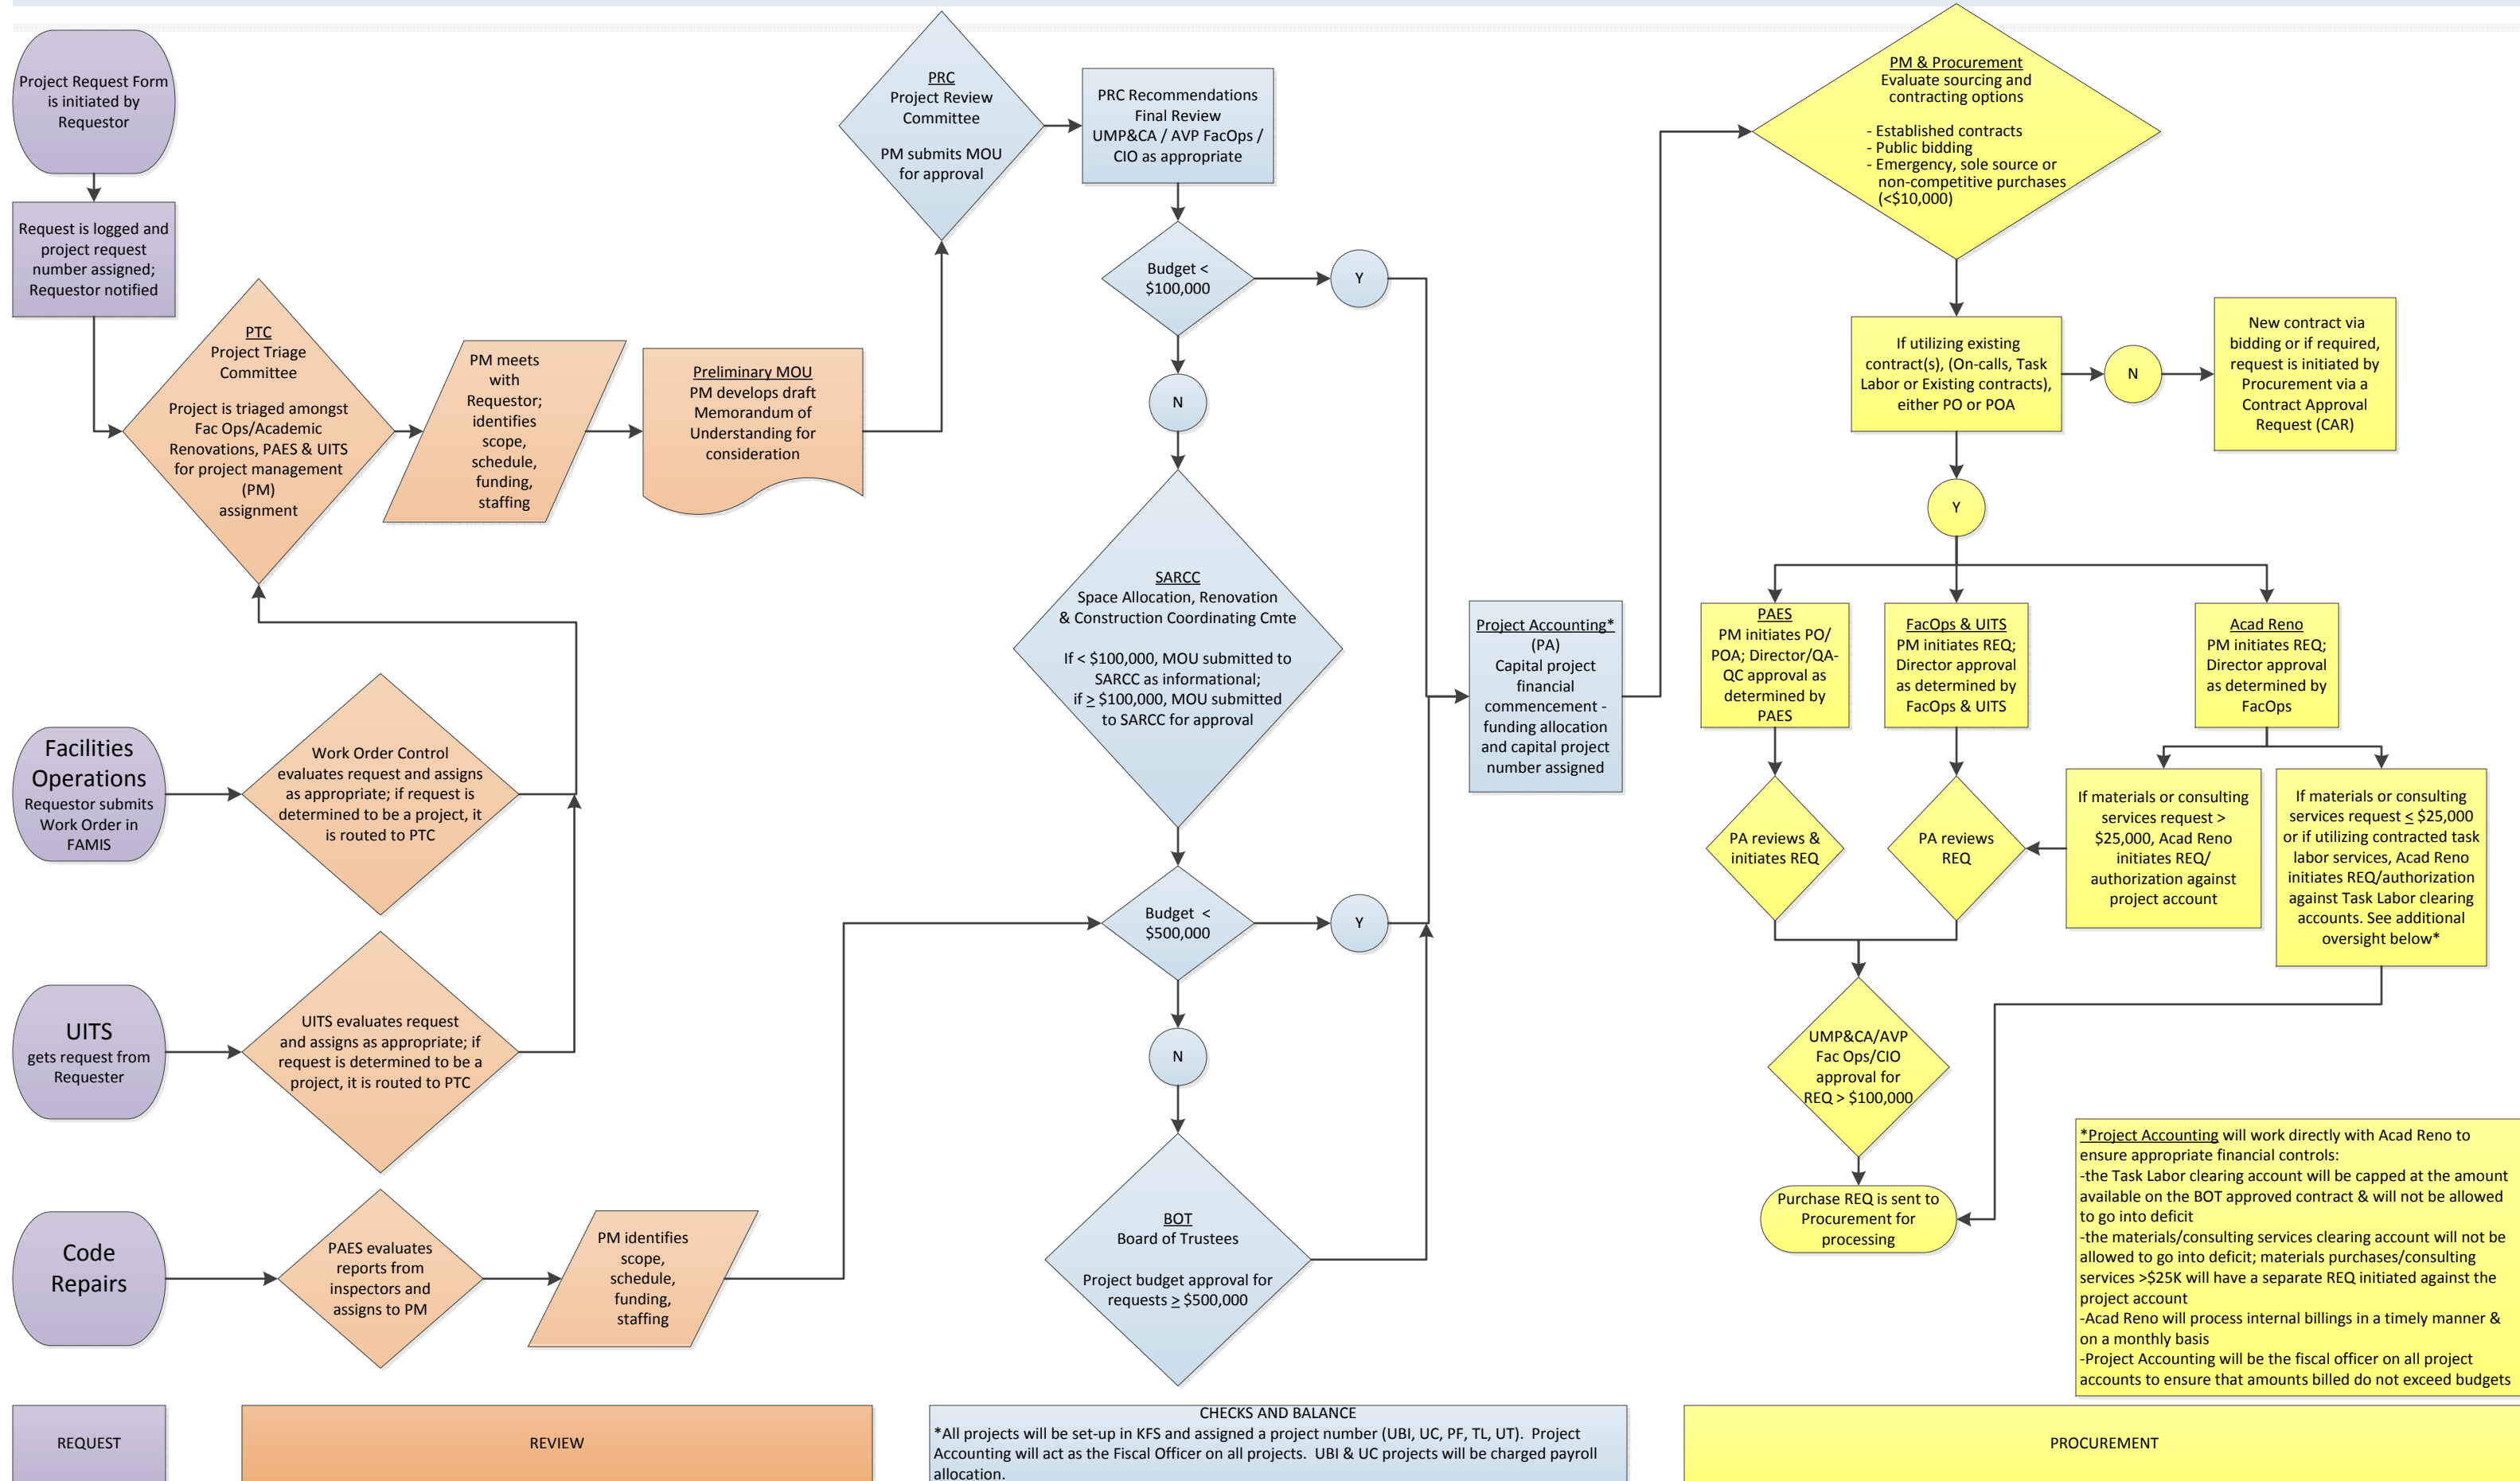 Project Request Form
is initiated by
Requestor
Request is logged and
project request
number assigned;
Requestor notified
PTC
Project Triage
Committee
Project is triaged amongst
Fac Ops/Academic
Renovations, PAES & UITS
for project management
(PM)
assignment
PM meets
with
Requestor;
identifies
scope,
schedule,
funding,
staffing
Preliminary MOU
PM develops draft
Memorandum of
Understanding for
consideration
Facilities
Operations
Requestor submits
Work Order in
FAMIS
Work Order Control
evaluates request and assigns
as appropriate; if request is
determined to be a project, it
is routed to PTC
UITS
gets request from
Requester
UITS evaluates request
and assigns as appropriate; if
request is determined to be a
project, it is routed to PTC
Code
Repairs
PAES evaluates
reports from
inspectors and
assigns to PM
PM identifies
scope,
schedule,
funding,
staffing
PRC
Project Review
Committee
PM submits MOU
for approval
PRC Recommendations
Final Review
UMP&CA / AVP FacOps /
CIO as appropriate
Budget <
$100,000
Y
N
SARCC
Space Allocation, Renovation
& Construction Coordinating Cmte
If < $100,000, MOU submitted to
SARCC as informational;
if ≥ $100,000, MOU submitted
to SARCC for approval
Budget <
$500,000
Y
N
BOT
Board of Trustees
Project budget approval for
requests ≥ $500,000
Project Accounting*
(PA)
Capital project
financial
commencement -
funding allocation
and capital project
number assigned
PM & Procurement
Evaluate sourcing and
contracting options
- Established contracts
- Public bidding
- Emergency, sole source or
non-competitive purchases
(<$10,000)
If utilizing existing
contract(s), (On-calls, Task
Labor or Existing contracts),
either PO or POA
N
New contract via
bidding or if required,
request is initiated by
Procurement via a
Contract Approval
Request (CAR)
Y
PAES
PM initiates PO/
POA; Director/QA-
QC approval as
determined by
PAES
FacOps & UITS
PM initiates REQ;
Director approval
as determined by
FacOps & UITS
Acad Reno
PM initiates REQ;
Director approval
as determined by
FacOps
PA reviews &
initiates REQ
PA reviews
REQ
If materials or consulting
services request >
$25,000, Acad Reno
initiates REQ/
authorization against
project account
If materials or consulting
services request ≤ $25,000
or if utilizing contracted task
labor services, Acad Reno
initiates REQ/authorization
against Task Labor clearing
accounts. See additional
oversight below*
UMP&CA/AVP
Fac Ops/CIO
approval for
REQ > $100,000
Purchase REQ is sent to
Procurement for
processing
*Project Accounting will work directly with Acad Reno to
ensure appropriate financial controls:
-the Task Labor clearing account will be capped at the amount
available on the BOT approved contract & will not be allowed
to go into deficit
-the materials/consulting services clearing account will not be
allowed to go into deficit; materials purchases/consulting
services >$25K will have a separate REQ initiated against the
project account
-Acad Reno will process internal billings in a timely manner &
on a monthly basis
-Project Accounting will be the fiscal officer on all project
accounts to ensure that amounts billed do not exceed budgets
REQUEST
REVIEW
CHECKS AND BALANCE
*All projects will be set-up in KFS and assigned a project number (UBI, UC, PF, TL, UT). Project
Accounting will act as the Fiscal Officer on all projects. UBI & UC projects will be charged payroll
allocation.
PROCUREMENT